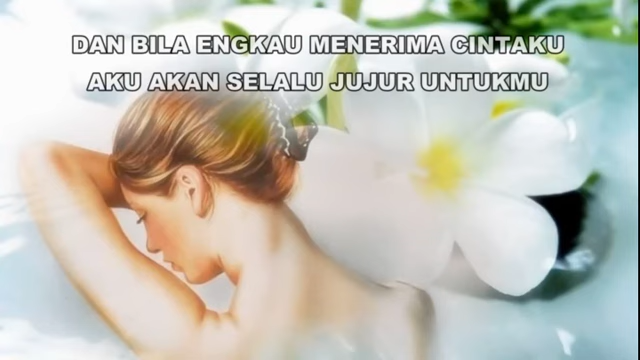 DAN BILA ENGKAU MENERIMA CINTAKU
AKU AKAN SELALU JUJUR UNTUKMU